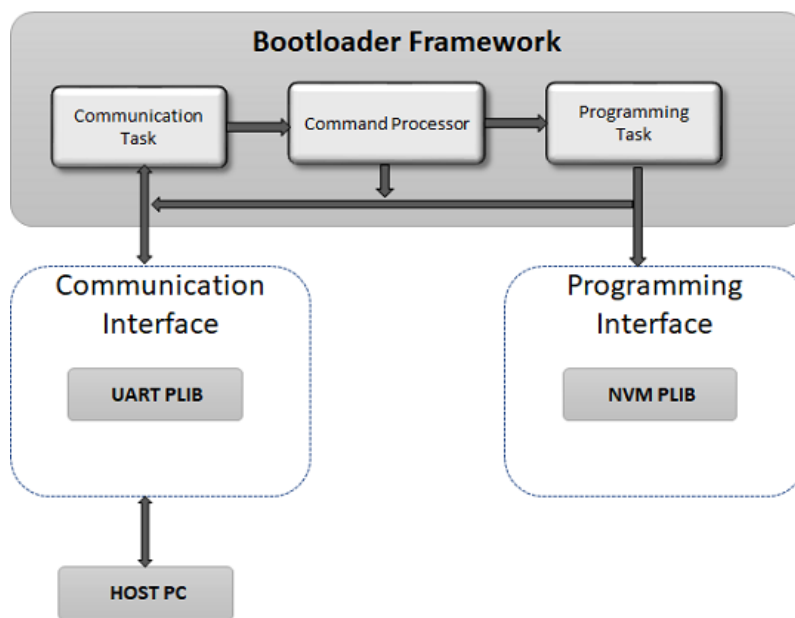 Bootloader Framework
Communication
Task
Command Processor
Programming
Task
Communication
Interface
UART PLIB
Programming
Interface
NVM PLIB
HOST PC